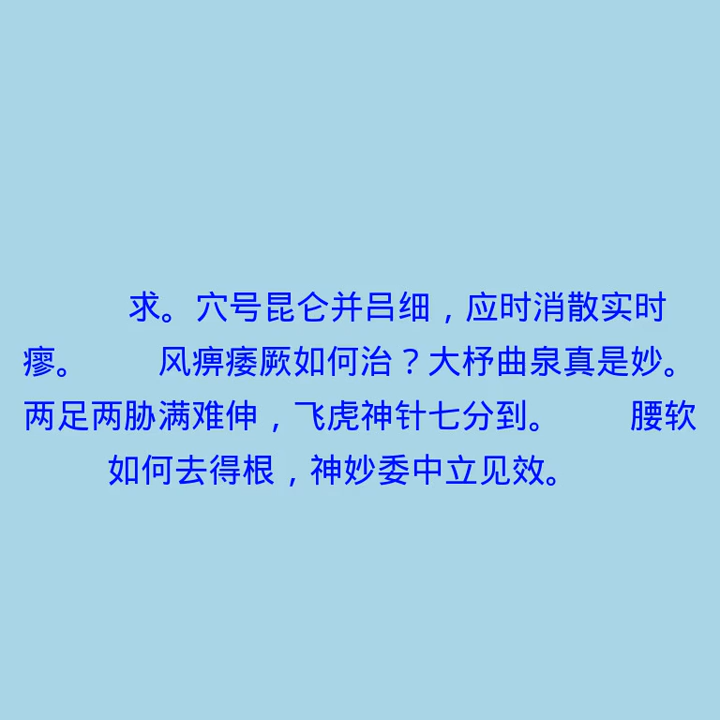 求。穴号昆仑并吕细，应时消散实时
瘳。　　风痹痿厥如何治？大杼曲泉真是妙。
两足两胁满难伸，飞虎神针七分到。　　腰软
如何去得根，神妙委中立见效。